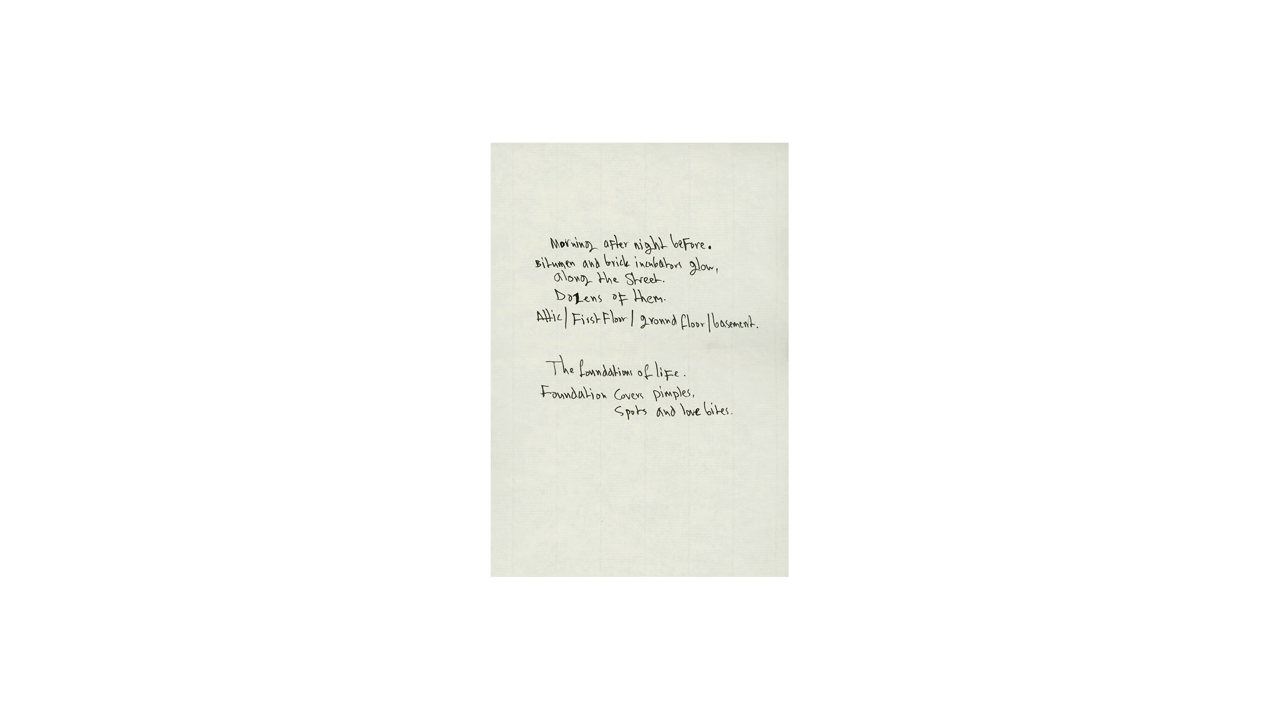 Morning after night before.
Bitumen and brick incubators glow,
along the Street.
Dozens of them.
Attic/First Floor/ground floor/basement.
The foundations of life.
Foundation Covers pimples,
Spots and love bites.